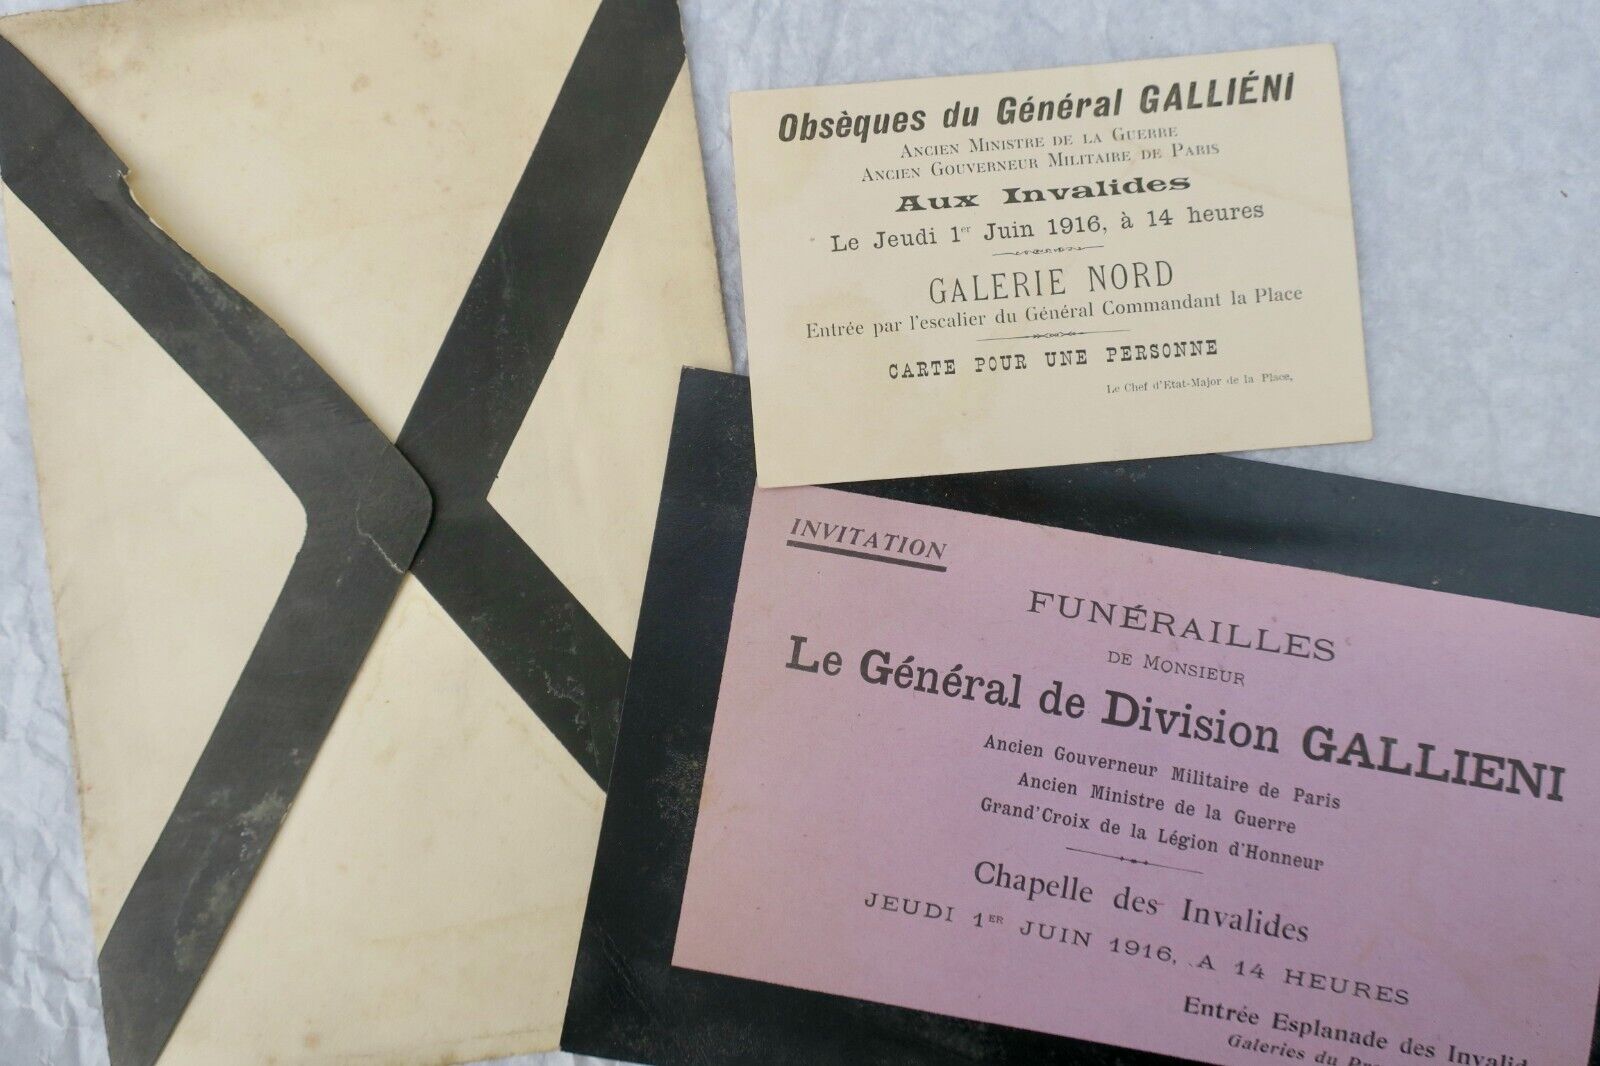 Obsèques du Général GALLIÉNI
ANCIEN MINISTRE DE LA GUERRE
ANCIEN GOUVERNEUR MILITAIRE DE PARIS
Aux Invalides
Le Jeudi 1er Juin 1916, à 14 heures
GALERIE NORD
Entrée par l'escalier du Général Commandant la Place
CARTE POUR UNE PERSONNE
Le Chef d'Etat-Major de la Place,
INVITATION
FUNÉRAILLES
DE MONSIEUR
Le Général de Division GALLIENI
Ancien Gouverneur Militaire de Paris
Ancien Ministre de la Guerre
Grand'Croix de la Légion d'Honneur
Chapelle des Invalides
JEUDI 1ER JUIN 1916, A 14 HEURES
Entrée Esplanade des Invalid
Galeries du